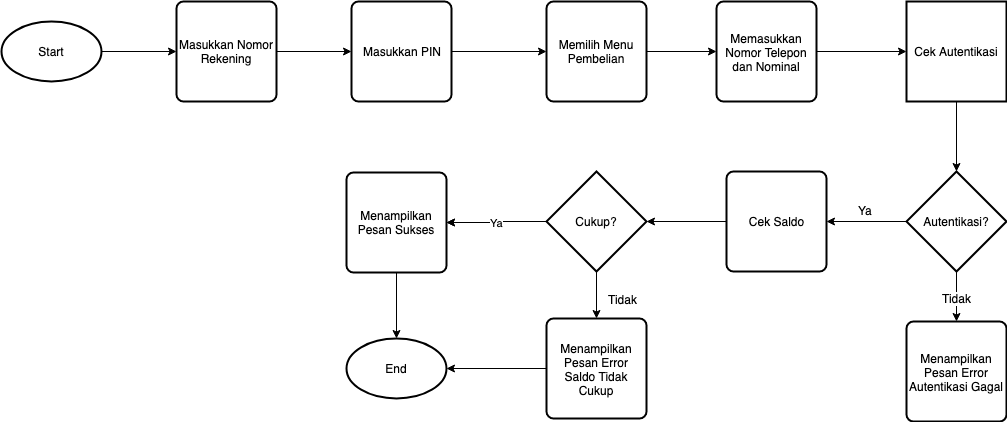 Start
Masukkan Nomor
Rekening
Masukkan PIN
Memilih Menu
Pembelian
Memasukkan
Nomor Telepon
dan Nominal
Cek Autentikasi
Autentikasi?
Ya
Tidak
Menampilkan
Pesan Error
Autentikasi Gagal
Cek Saldo
Cukup?
Ya
Tidak
Menampilkan
Pesan Sukses
Menampilkan
Pesan Error
Saldo Tidak
Cukup
End